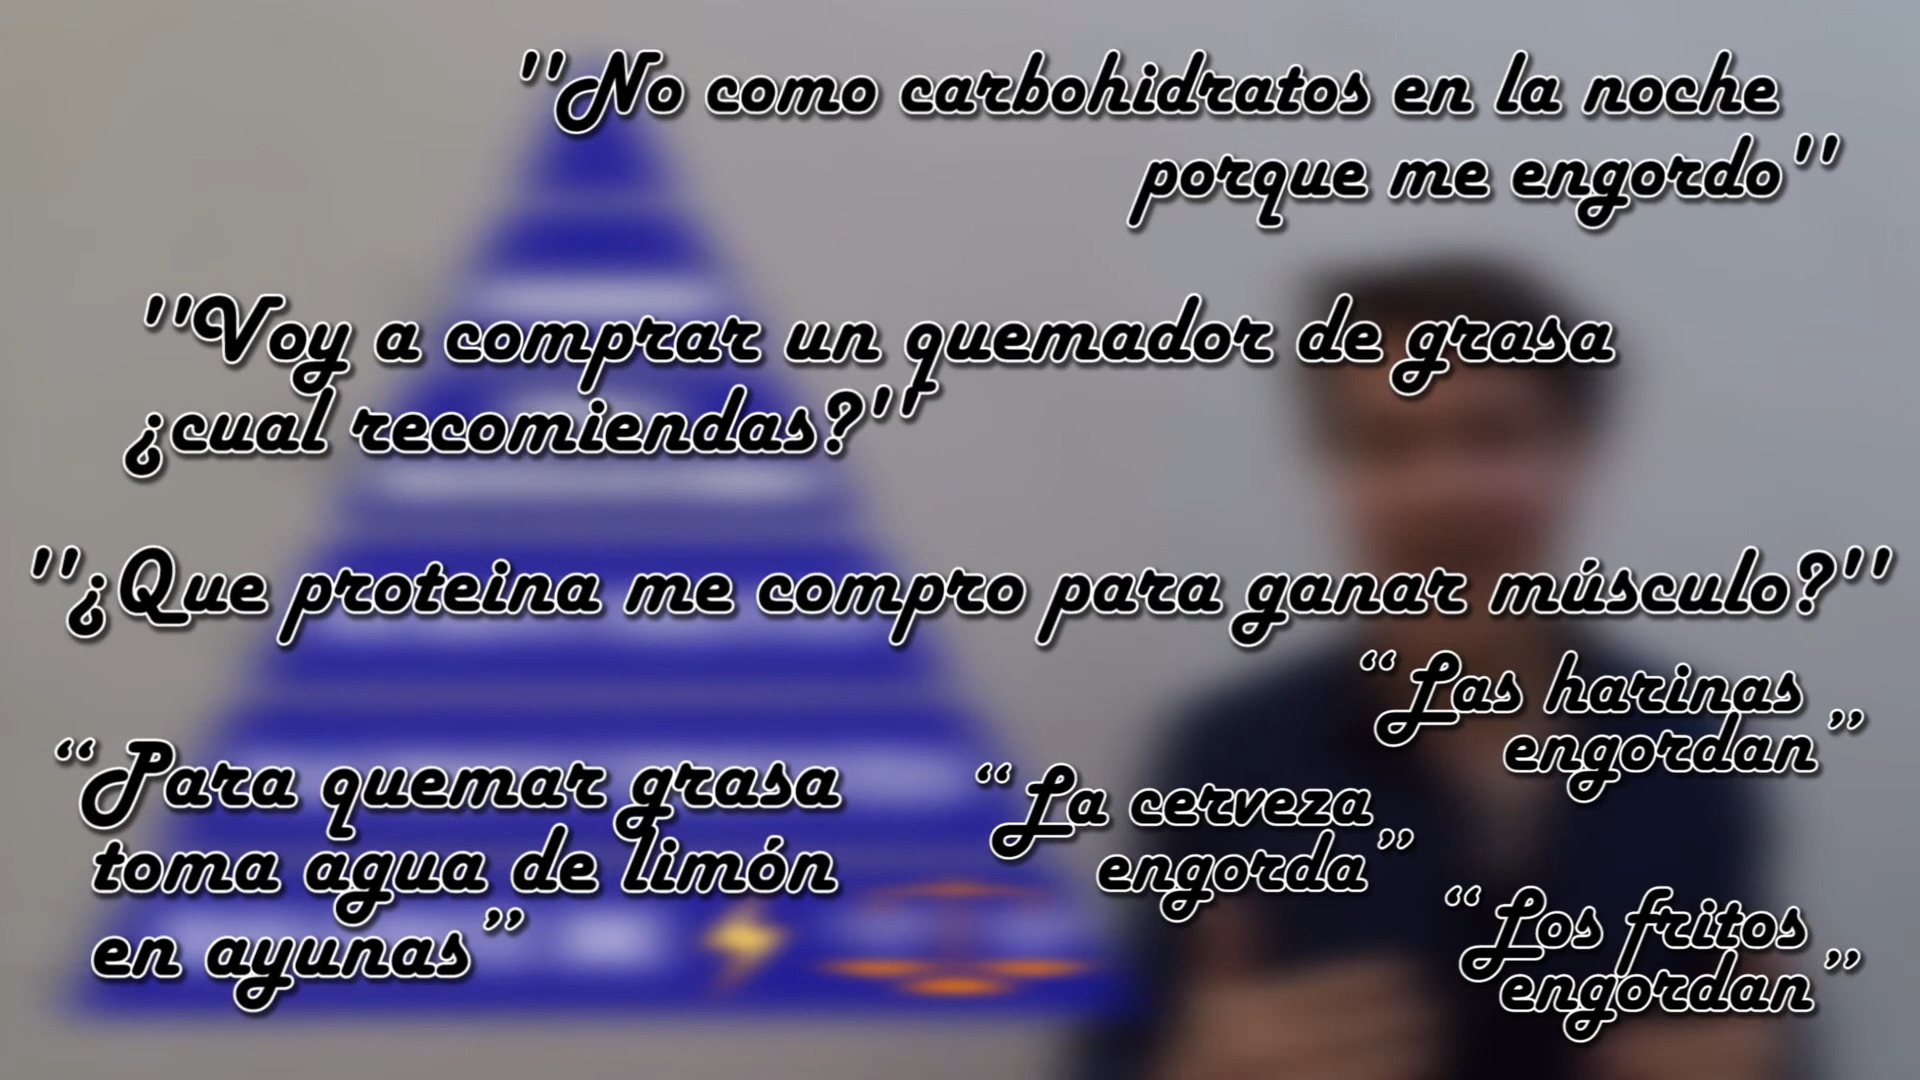 "No como carbohidratos en la noche
porque me engordo"
"Voy a comprar un quemador de grasa
¿cual recomiendas?"
"¿Que proteina me compro para ganar músculo?"
“Las harinas
engordan”
“Para quemar grasa
toma agua de limón
en ayunas”
“La cerveza
engorda”
“Los fritos
engordan”